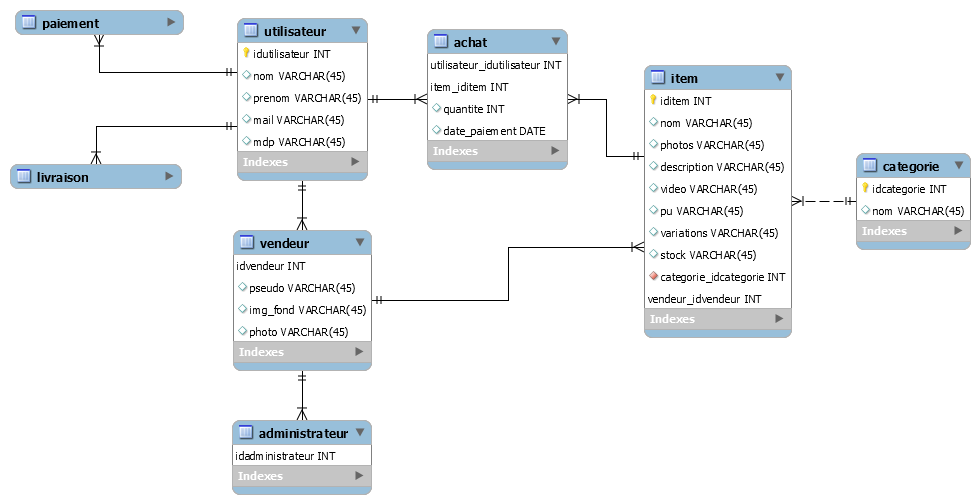 paiement
livraison
utilisateur
idutilisateur INT
nom VARCHAR(45)
prenom VARCHAR(45)
mail VARCHAR(45)
mdp VARCHAR(45)
Indexes
vendeur
idvendeur INT
pseudo VARCHAR(45)
img_fond VARCHAR(45)
photo VARCHAR(45)
Indexes
administrateur
idadministrateur INT
Indexes
achat
utilisateur_idutilisateur INT
item_iditem INT
quantite INT
date_paiement DATE
Indexes
item
iditem INT
nom VARCHAR(45)
photos VARCHAR(45)
description VARCHAR(45)
video VARCHAR(45)
pu VARCHAR(45)
variations VARCHAR(45)
stock VARCHAR(45)
categorie_idcategorie INT
vendeur_idvendeur INT
Indexes
categorie
idcategorie INT
nom VARCHAR(45)
Indexes